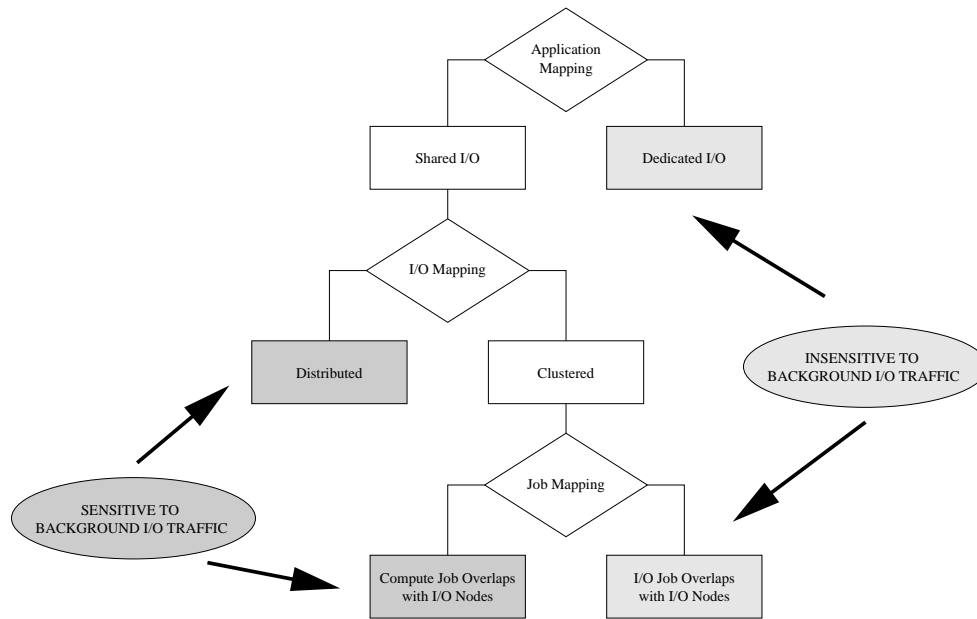 Application
Mapping
Shared I/O
Dedicated I/O
I/O Mapping
Distributed
Clustered
INSENSITIVE TO
BACKGROUND I/O TRAFFIC
Job Mapping
SENSITIVE TO
BACKGROUND I/O TRAFFIC
Compute Job Overlaps
with I/O Nodes
I/O Job Overlaps
with I/O Nodes